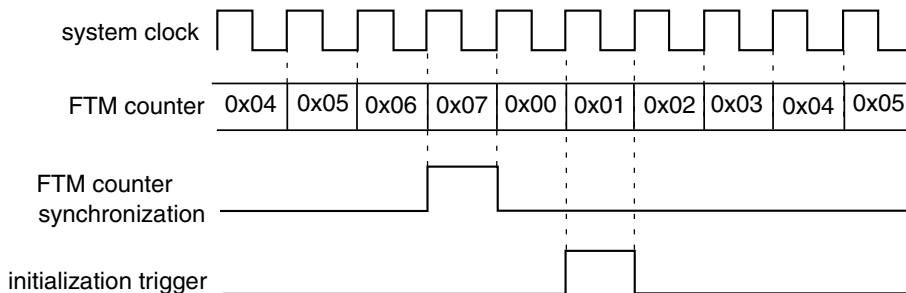 system clock
FTM counter 0x04 0x05 0x06 0x07 0x00 0x01 0x02 0x03 0x04 0x05
FTM counter
synchronization
initialization trigger